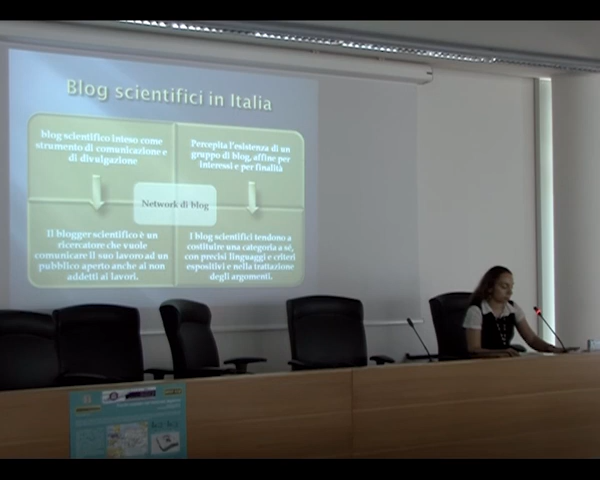 Blog scientifici in Italia
blog scientifico inteso come
strumento di comunicazione e
di divulgazione
Percepita l'esistenza di un
gruppo di blog, affine per
interessi e per finalità
Network di blog
Il blogger scientifico è un
ricercatore che vuole
comunicare il suo lavoro ad un
pubblico aperto anche ai non
addetti ai lavori.
I blog scientifici tendono a
costituire una categoria a sé,
con precisi linguaggi e criteri
espositivi e nella trattazione
degli argomenti.